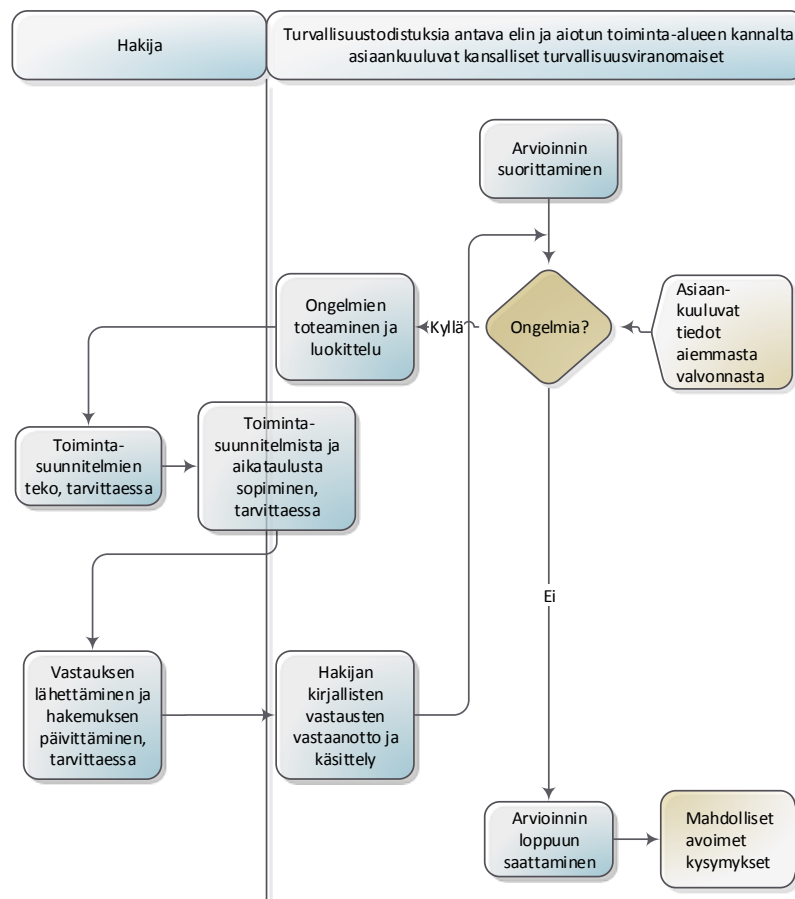 Hakija
Turvallisuustodistuksia antava elin ja aiotun toiminta-alueen kannalta
asiaankuuluvat kansalliset turvallisuusviranomaiset
Arvioinnin
suorittaminen
Ongelmien
toteaminen ja
luokittelu
Kyllä
Ongelmia?
Asiaan-
kuuluvat
tiedot
aiemmasta
valvonnasta
Toiminta-
suunnitelmien
teko, tarvittaessa
Toiminta-
suunnitelmista ja
aikataulusta
sopiminen,
tarvittaessa
Ei
Vastauksen
lähettäminen ja
hakemuksen
päivittäminen,
tarvittaessa
Hakijan
kirjallisten
vastausten
vastaanotto ja
käsittely
Arvioinnin
loppuun
saattaminen
Mahdolliset
avoimet
kysymykset